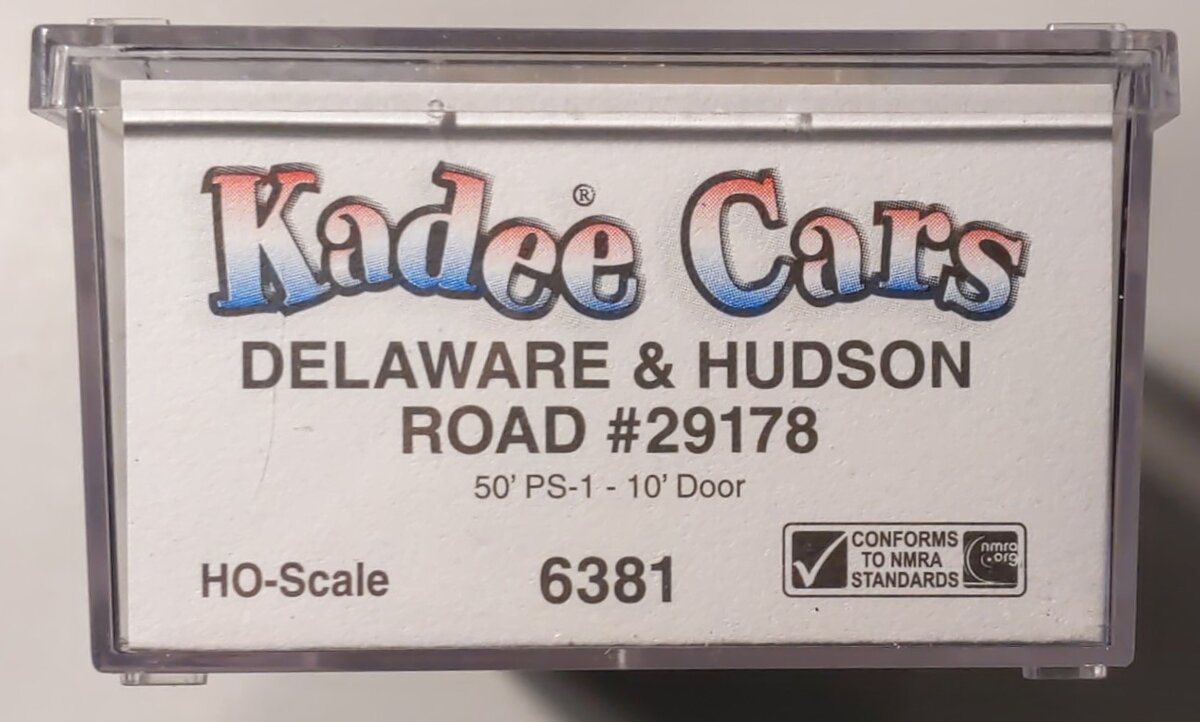 Kadee® Cars
DELAWARE & HUDSON
ROAD #29178
50' PS-1 - 10' Door
HO-Scale
6381
CONFORMS
TO NMRA
STANDARDS
nmra
.org